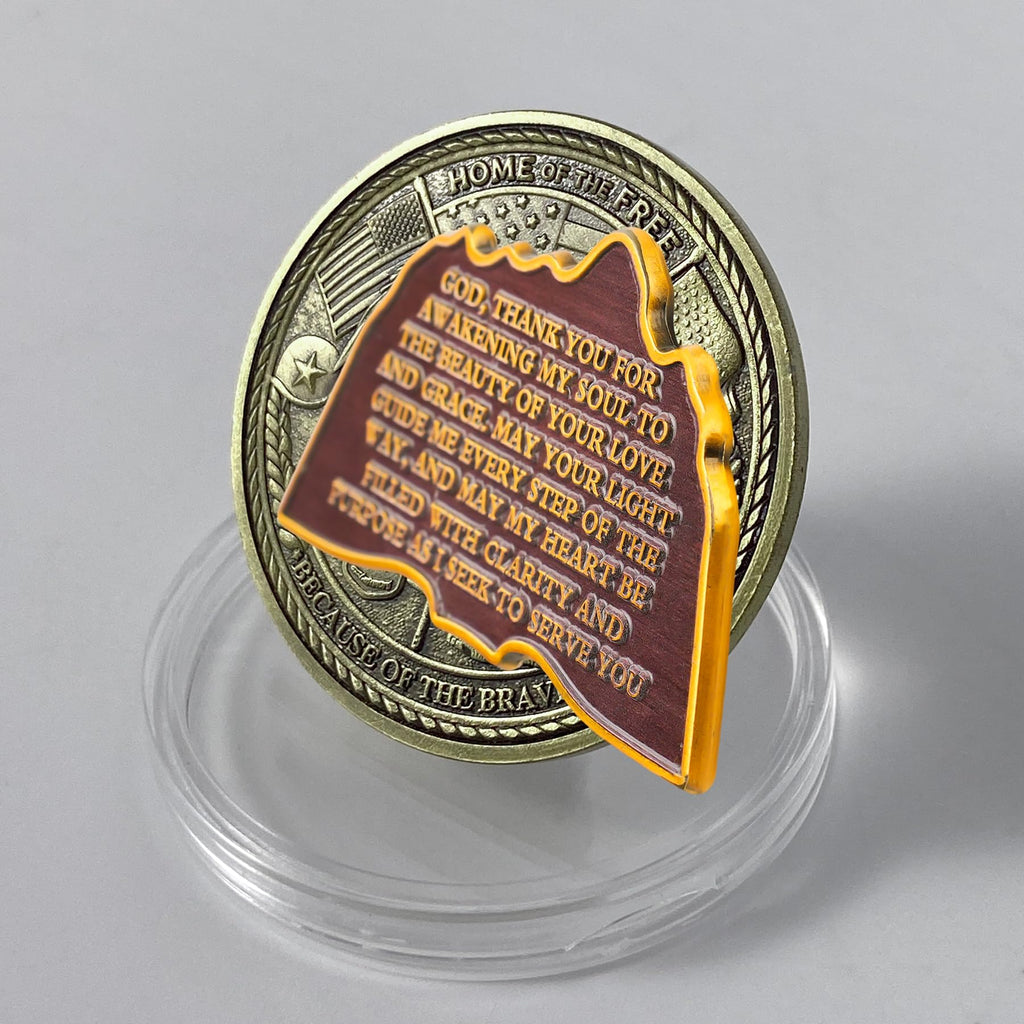 HOME OF THE FREE
GOD, THANK YOU FOR
AWAKENING MY SOUL TO
THE BEAUTY OF YOUR LOVE
AND GRACE. MAY YOUR LIGHT
GUIDE ME EVERY STEP OF THE
WAY, AND MAY MY HEART BE
FILLED WITH CLARITY AND
PURPOSE AS I SEEK TO SERVE YOU
BECAUSE OF THE BRAV